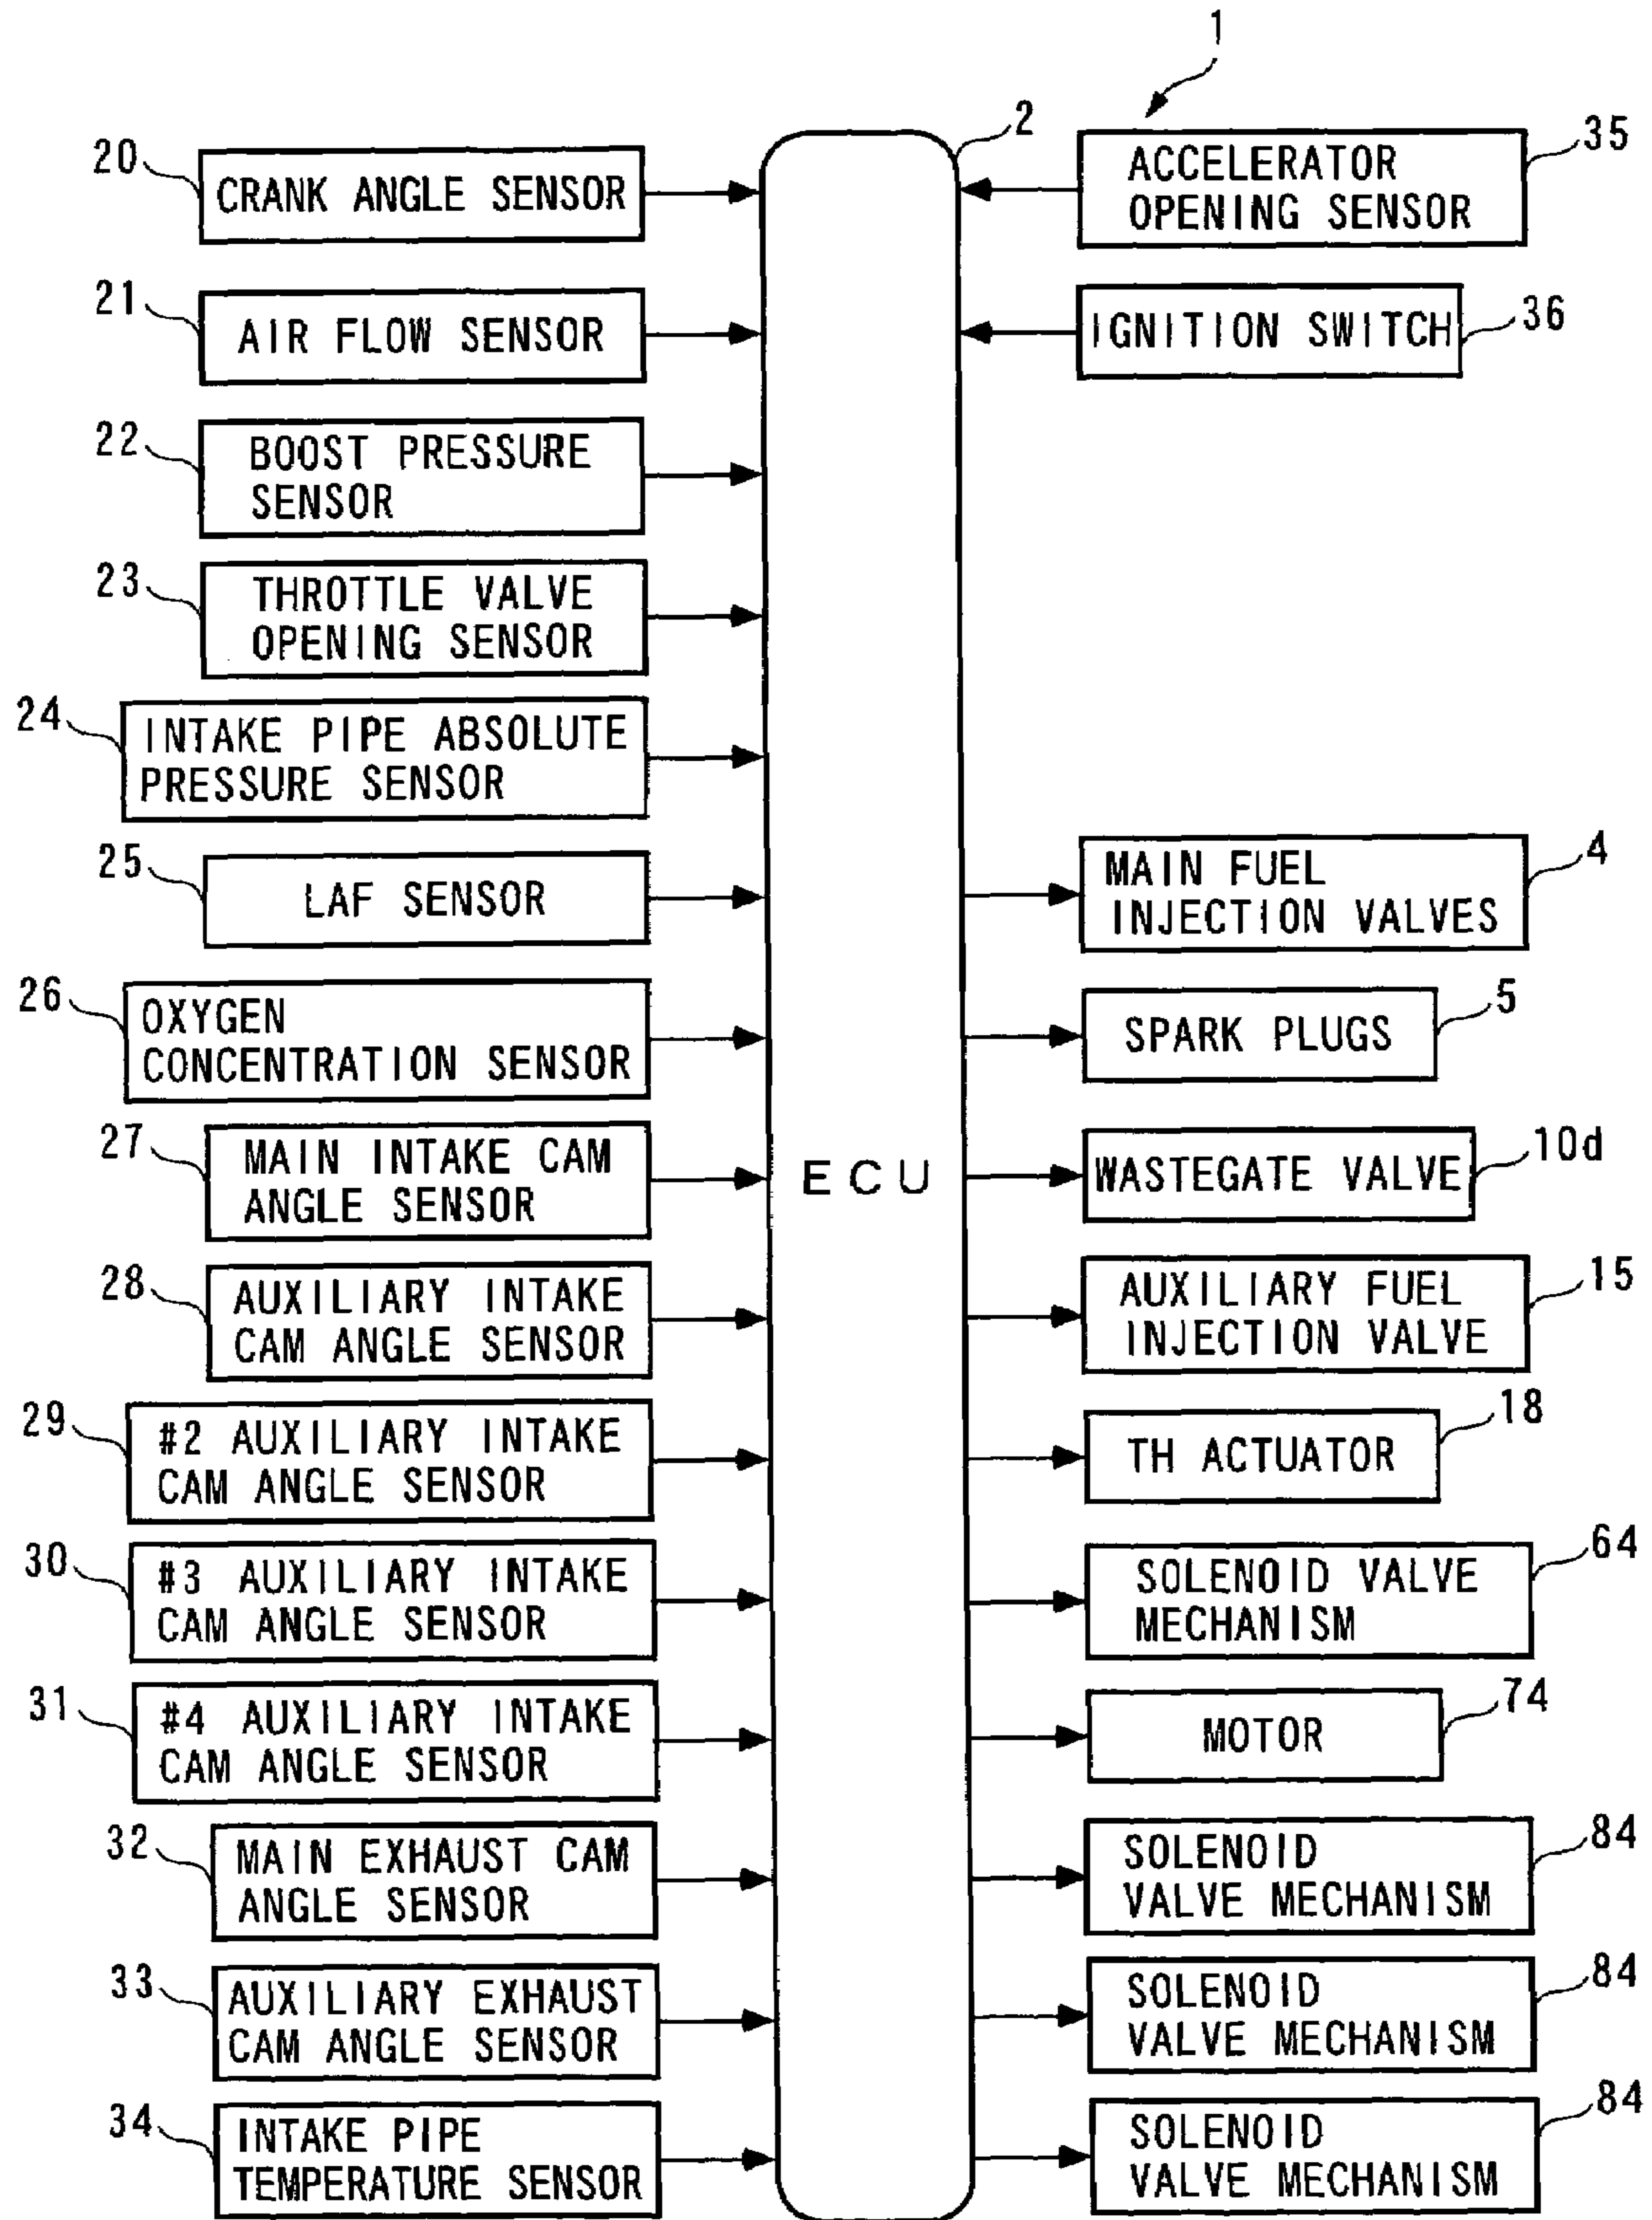 1
2
20
CRANK ANGLE SENSOR
21
AIR FLOW SENSOR
22
BOOST PRESSURE
SENSOR
23
THROTTLE VALVE
OPENING SENSOR
24
INTAKE PIPE ABSOLUTE
PRESSURE SENSOR
25
LAF SENSOR
26
OXYGEN
CONCENTRATION SENSOR
27
MAIN INTAKE CAM
ANGLE SENSOR
28
AUXILIARY INTAKE
CAM ANGLE SENSOR
29
#2 AUXILIARY INTAKE
CAM ANGLE SENSOR
30
#3 AUXILIARY INTAKE
CAM ANGLE SENSOR
31
#4 AUXILIARY INTAKE
CAM ANGLE SENSOR
32
MAIN EXHAUST CAM
ANGLE SENSOR
33
AUXILIARY EXHAUST
CAM ANGLE SENSOR
34
INTAKE PIPE
TEMPERATURE SENSOR
ECU
35
ACCELERATOR
OPENING SENSOR
36
IGNITION SWITCH
4
MAIN FUEL
INJECTION VALVES
5
SPARK PLUGS
10d
WASTEGATE VALVE
15
AUXILIARY FUEL
INJECTION VALVE
18
TH ACTUATOR
64
SOLENOID VALVE
MECHANISM
74
MOTOR
84
SOLENOID
VALVE MECHANISM
84
SOLENOID
VALVE MECHANISM
84
SOLENOID
VALVE MECHANISM